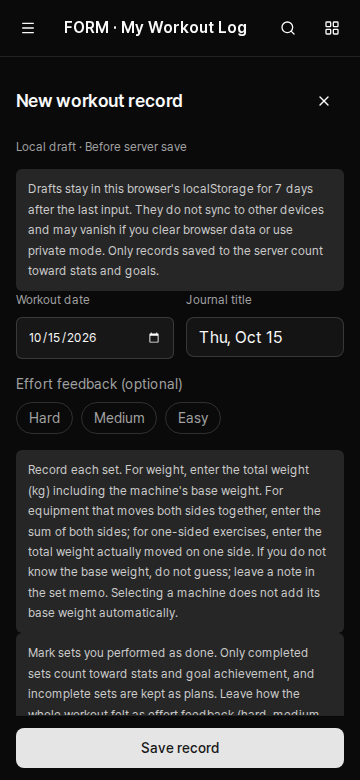 FORM · My Workout Log
New workout record
Local draft · Before server save
Drafts stay in this browser's localStorage for 7 days
after the last input. They do not sync to other devices
and may vanish if you clear browser data or use
private mode. Only records saved to the server count
toward stats and goals.
Workout date
Journal title
10/15/2026
Thu, Oct 15
Effort feedback (optional)
Hard
Medium
Easy
Record each set. For weight, enter the total weight
(kg) including the machine's base weight. For
equipment that moves both sides together, enter the
sum of both sides; for one-sided exercises, enter the
total weight actually moved on one side. If you do not
know the base weight, do not guess; leave a note in
the set memo. Selecting a machine does not add its
base weight automatically.
Mark sets you performed as done. Only completed
sets count toward stats and goal achievement, and
incomplete sets are kept as plans. Leave how the
whole workout felt as effort feedback (hard, medium,
Save record